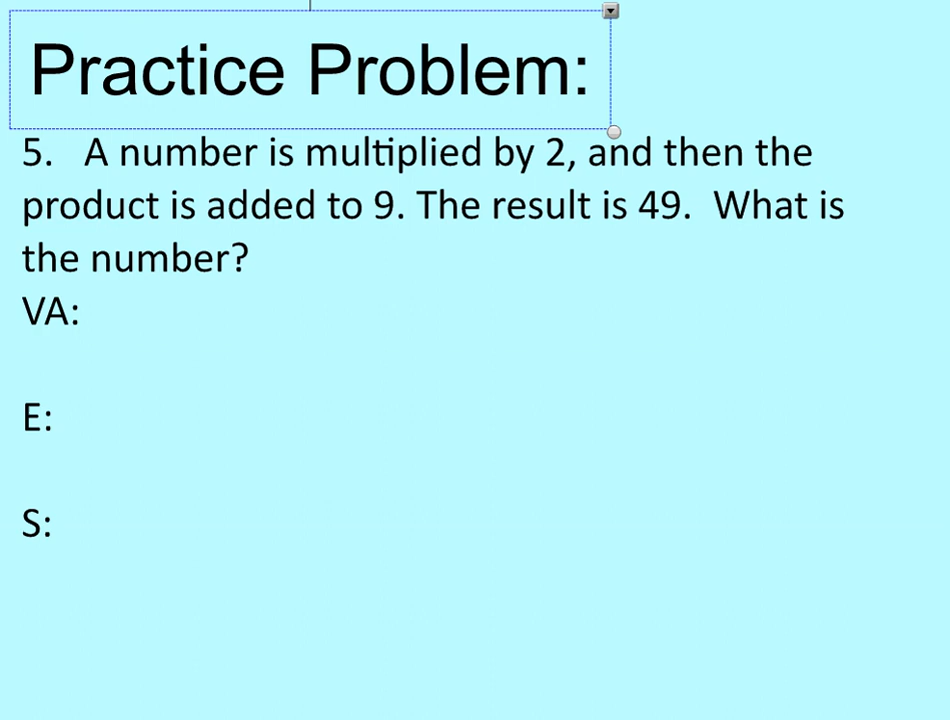 Practice Problem:
5. A number is multiplied by 2, and then the
product is added to 9. The result is 49. What is
the number?
VA:
E:
S: